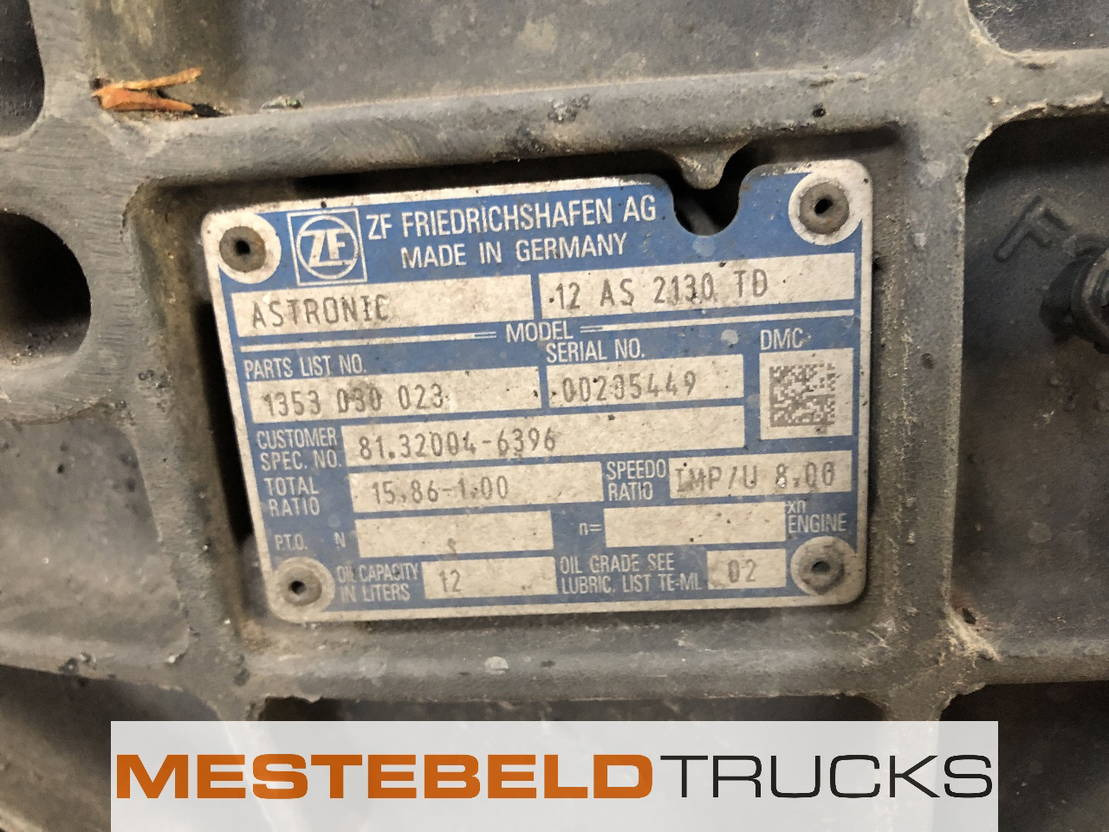 ZF
ZF FRIEDRICHSHAFEN AG
MADE IN GERMANY
ASTRONIC
12 AS 2130 TD
MODEL
PARTS LIST NO.
SERIAL NO.
DMC
1353 030 023
00235449
CUSTOMER
SPEC. NO.
81.32004-6396
TOTAL
RATIO
15.86-1.00
SPEEDO
RATIO
IMP/U 8.00
P.T.O. N
n=
xn
ENGINE
OIL CAPACITY
IN LITERS
12
OIL GRADE SEE
LUBRIC. LIST TE-ML
02
F
MESTEBELDTRUCKS